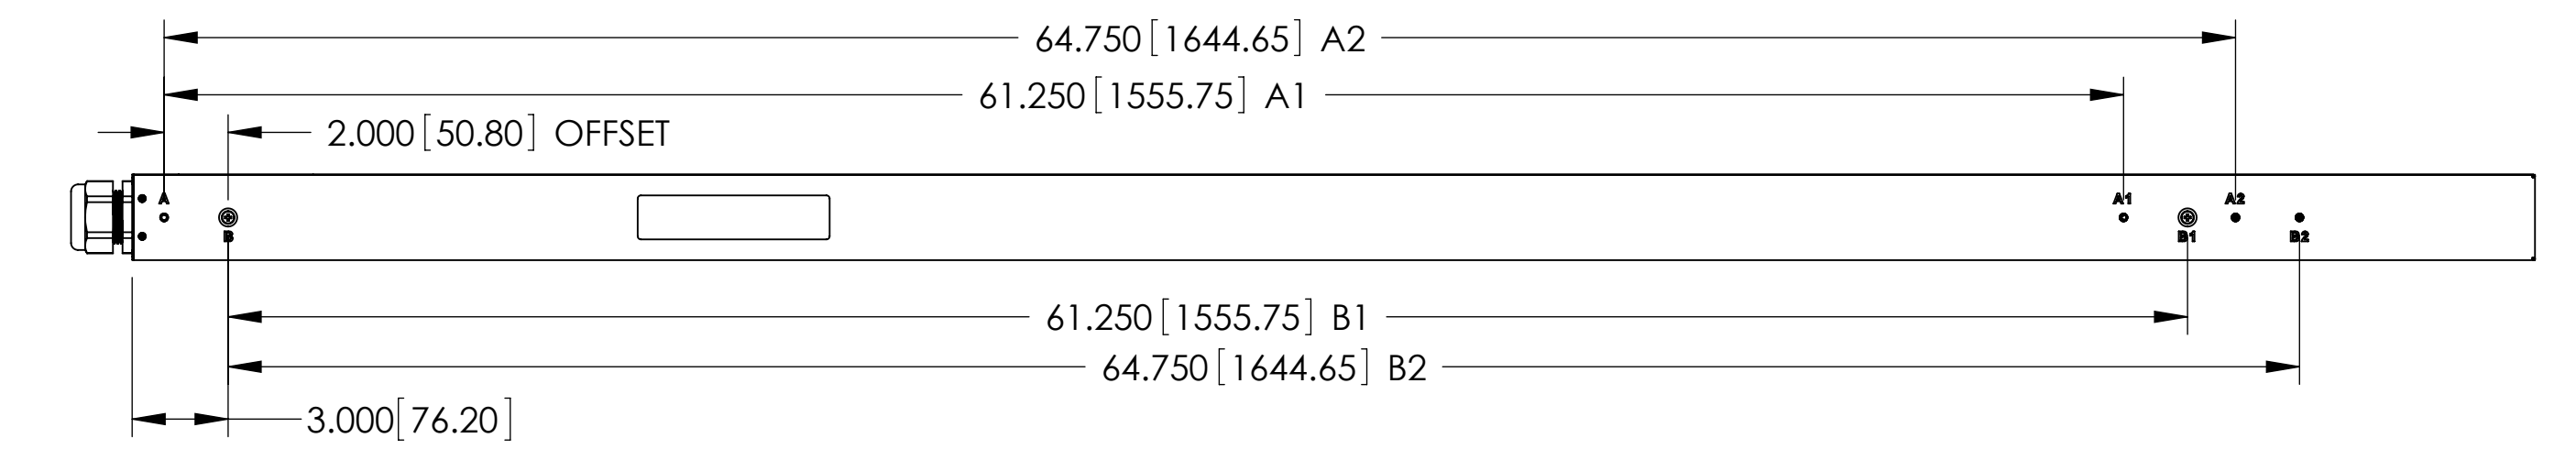 64.750[1644.65] A2
61.250[1555.75] A1
2.000[50.80] OFFSET
A
A1
A2
B
B1
B2
61.250[1555.75] B1
64.750[1644.65] B2
3.000[76.20]